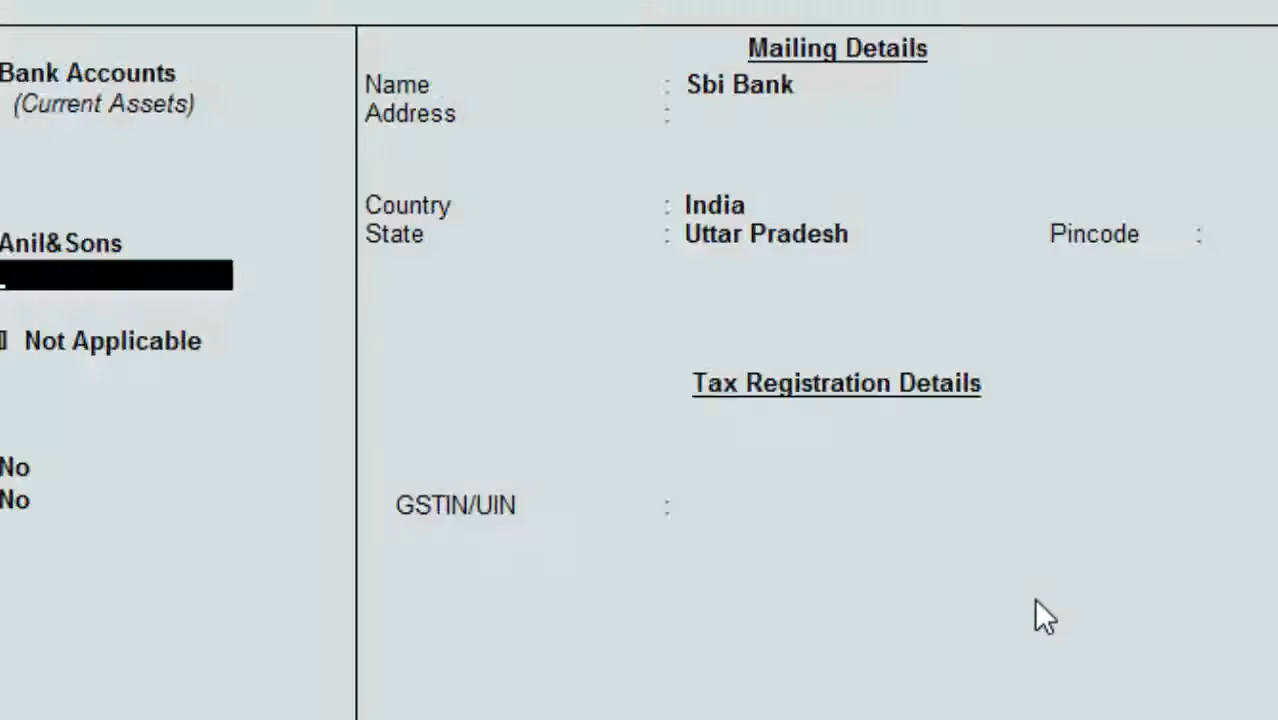 Bank Accounts
(Current Assets)
Anil&Sons
Not Applicable
No
No
Mailing Details
Name : Sbi Bank
Address :
Country : India
State : Uttar Pradesh Pincode :
Tax Registration Details
GSTIN/UIN :